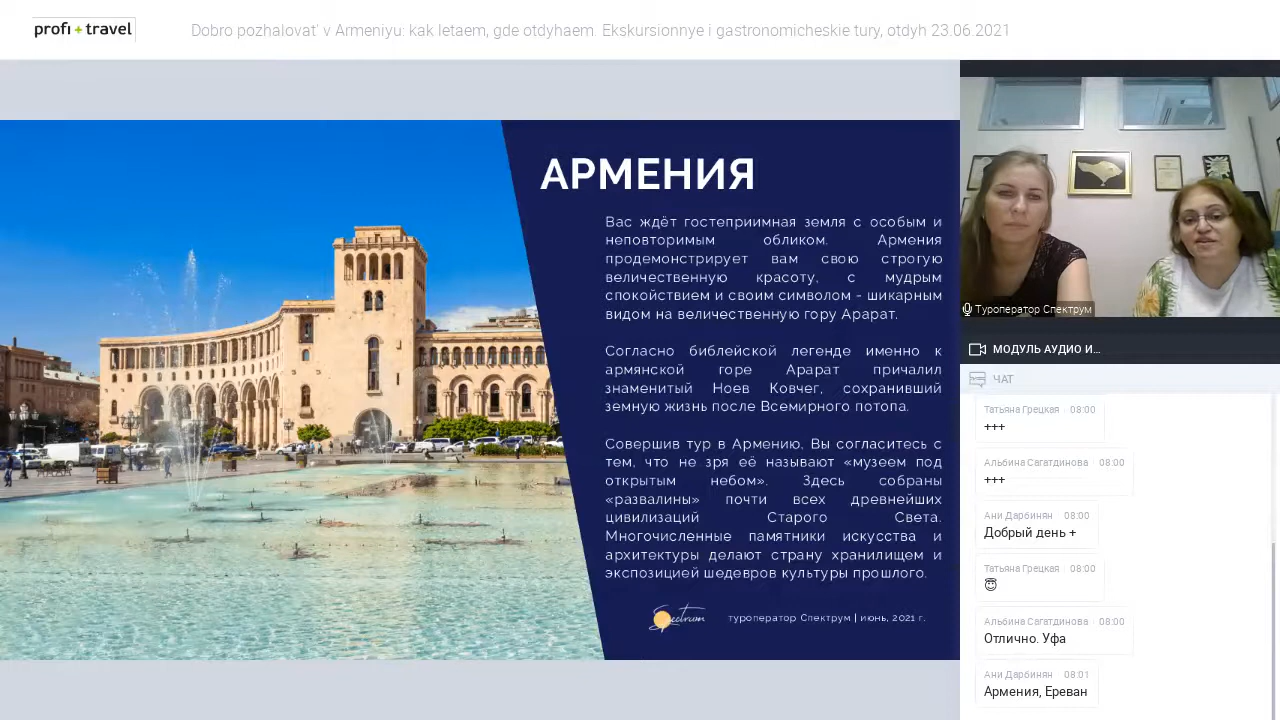 profi + travel
Dobro pozhalovat' v Armeniyu: kak letaem, gde otdyhaem. Ekskursionnye i gastronomicheskie tury, otdyh 23.06.2021
АРМЕНИЯ
Вас ждёт гостеприимная земля с особым и
неповторимым обликом. Армения
продемонстрирует вам свою строгую
величественную красоту, с мудрым
спокойствием и своим символом - шикарным
видом на величественную гору Арарат.
Согласно библейской легенде именно к
армянской горе Арарат причалил
знаменитый Ноев Ковчег, сохранивший
земную жизнь после Всемирного потопа.
Совершив тур в Армению, Вы согласитесь с
тем, что не зря её называют «музеем под
открытым небом». Здесь собраны
«развалины» почти всех древнейших
цивилизаций Старого Света.
Многочисленные памятники искусства и
архитектуры делают страну хранилищем и
экспозицией шедевров культуры прошлого.
Spectrum
туроператор Спектрум | июнь, 2021 г.
Туроператор Спектрум
МОДУЛЬ АУДИО И...
ЧАТ
Татьяна Грецкая · 08:00
+++
Альбина Сагатдинова · 08:00
+++
Ани Дарбинян · 08:00
Добрый день +
Татьяна Грецкая · 08:00
😇
Альбина Сагатдинова · 08:00
Отлично. Уфа
Ани Дарбинян · 08:01
Армения, Ереван